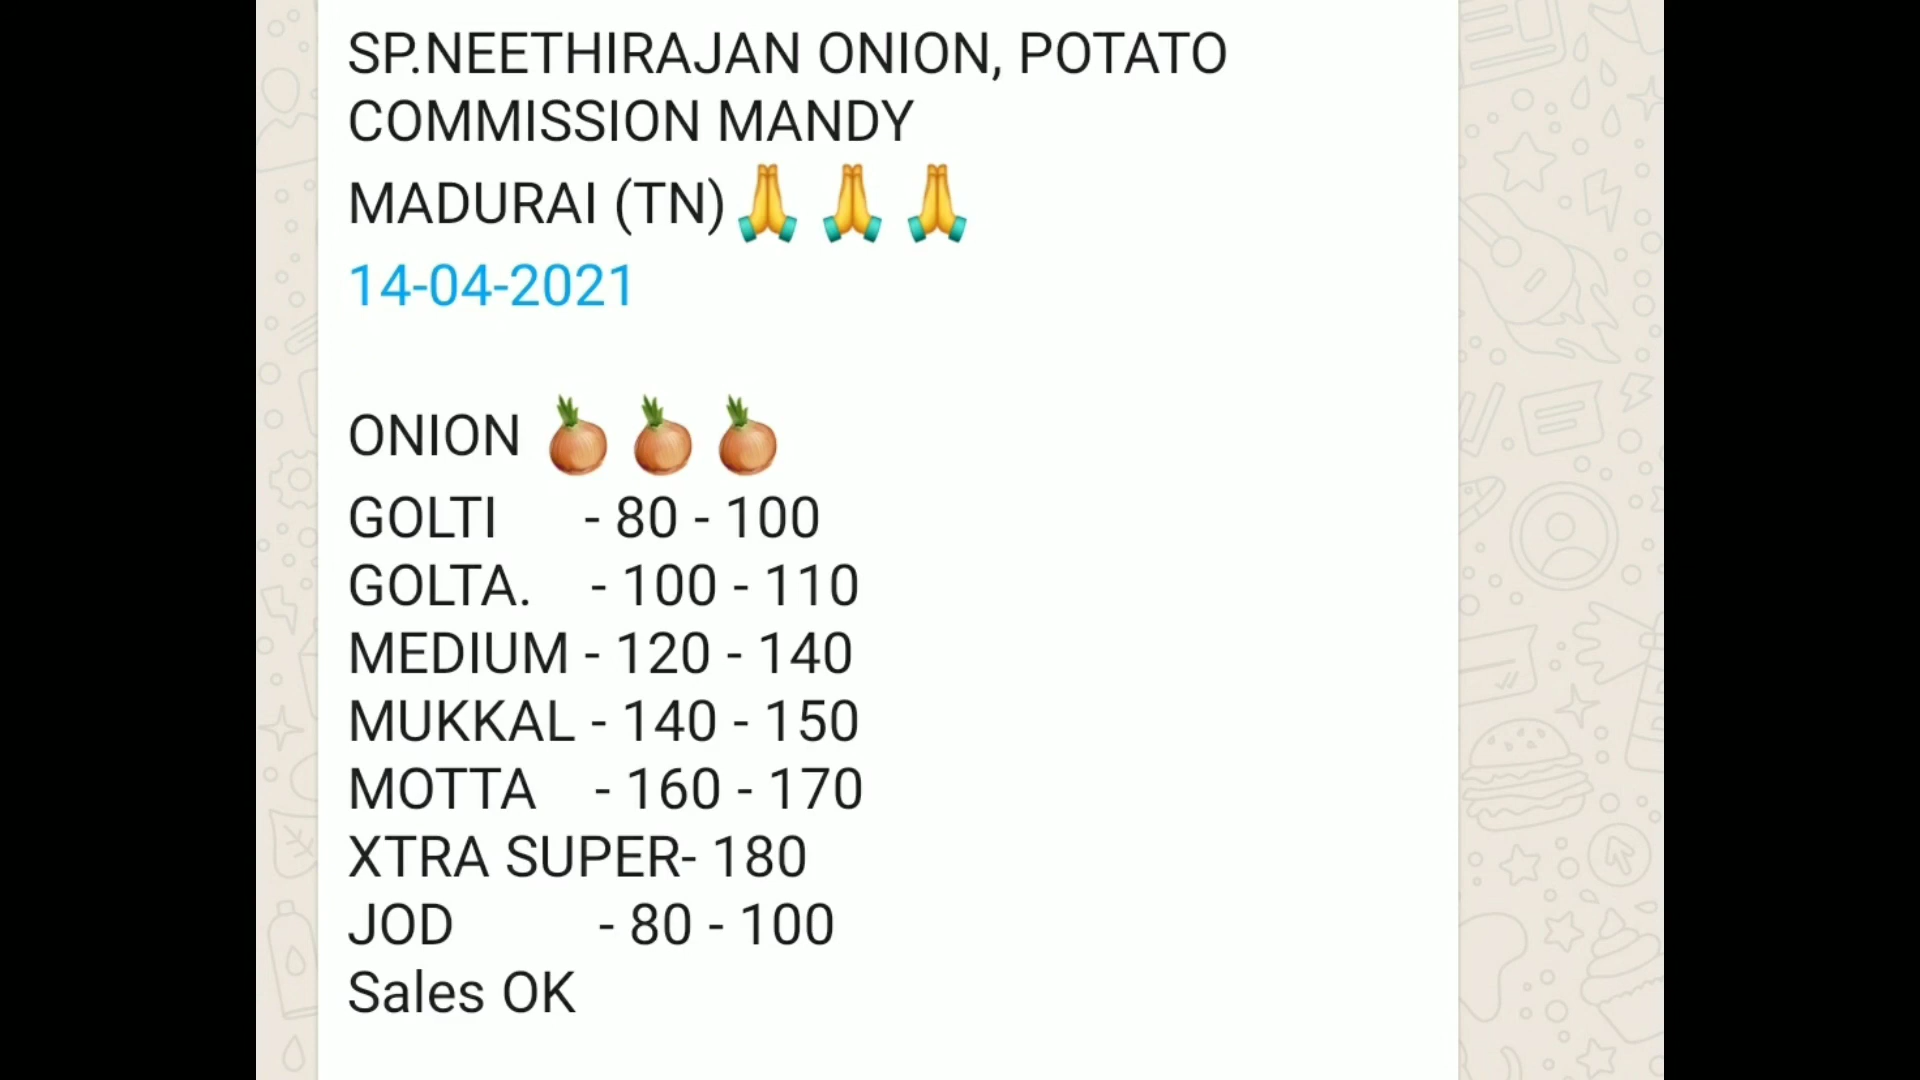 SP.NEETHIRAJAN ONION, POTATO
COMMISSION MANDY
MADURAI (TN)🙏🙏🙏
14-04-2021
ONION 🧅🧅🧅
GOLTI - 80 - 100
GOLTA. - 100 - 110
MEDIUM - 120 - 140
MUKKAL - 140 - 150
MOTTA - 160 - 170
XTRA SUPER- 180
JOD - 80 - 100
Sales OK